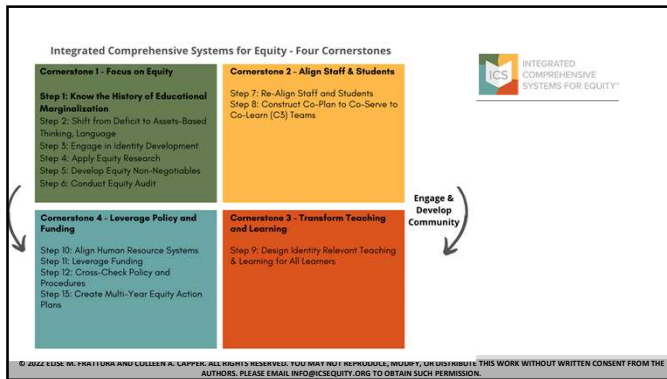 Integrated Comprehensive Systems for Equity - Four Cornerstones
Cornerstone 1 - Focus on Equity
Step 1: Know the History of Educational
Marginalization
Step 2: Shift from Deficit to Assets-Based
Thinking, Language
Step 3: Engage in Identity Development
Step 4: Apply Equity Research
Step 5: Develop Equity Non-Negotiables
Step 6: Conduct Equity Audit
Cornerstone 2 - Align Staff & Students
Step 7: Re-Align Staff and Students
Step 8: Construct Co-Plan to Co-Serve to
Co-Learn (C3) Teams
ICS
INTEGRATED
COMPREHENSIVE
SYSTEMS FOR EQUITY™
Cornerstone 4 - Leverage Policy and
Funding
Step 10: Align Human Resource Systems
Step 11: Leverage Funding
Step 12: Cross-Check Policy and
Procedures
Step 13: Create Multi-Year Equity Action
Plans
Cornerstone 3 - Transform Teaching
and Learning
Step 9: Design Identity Relevant Teaching
& Learning for All Learners
Engage &
Develop
Community
© 2022 ELISE M. FRATTURA AND COLLEEN A. CAPPER. ALL RIGHTS RESERVED. YOU MAY NOT REPRODUCE, MODIFY, OR DISTRIBUTE THIS WORK WITHOUT WRITTEN CONSENT FROM THE
AUTHORS. PLEASE EMAIL INFO@ICSEQUITY.ORG TO OBTAIN SUCH PERMISSION.